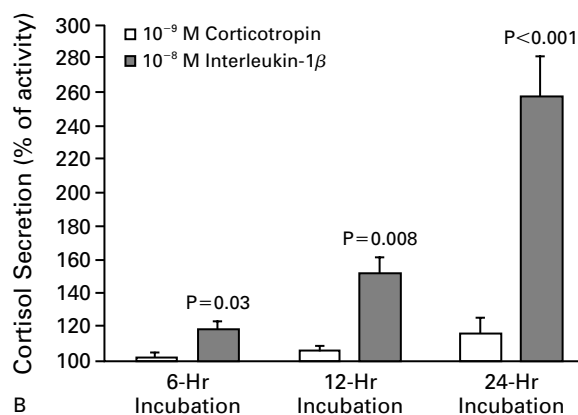 Cortisol Secretion (% of activity)
300
280
260
240
220
200
180
160
140
120
100
10⁻⁹ M Corticotropin
10⁻⁸ M Interleukin-1β
P=0.03
P=0.008
P<0.001
6-Hr
Incubation
12-Hr
Incubation
24-Hr
Incubation
B